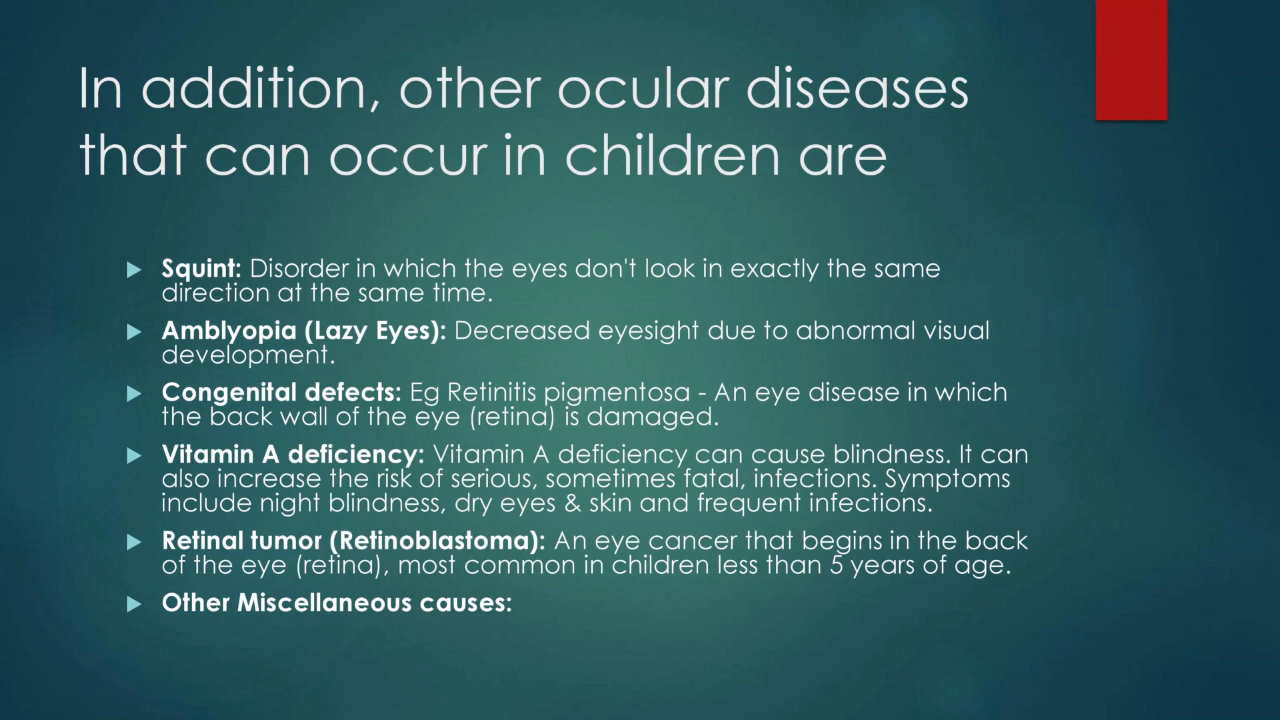 In addition, other ocular diseases
that can occur in children are
Squint: Disorder in which the eyes don't look in exactly the same
direction at the same time.
Amblyopia (Lazy Eyes): Decreased eyesight due to abnormal visual
development.
Congenital defects: Eg Retinitis pigmentosa - An eye disease in which
the back wall of the eye (retina) is damaged.
Vitamin A deficiency: Vitamin A deficiency can cause blindness. It can
also increase the risk of serious, sometimes fatal, infections. Symptoms
include night blindness, dry eyes & skin and frequent infections.
Retinal tumor (Retinoblastoma): An eye cancer that begins in the back
of the eye (retina), most common in children less than 5 years of age.
Other Miscellaneous causes: